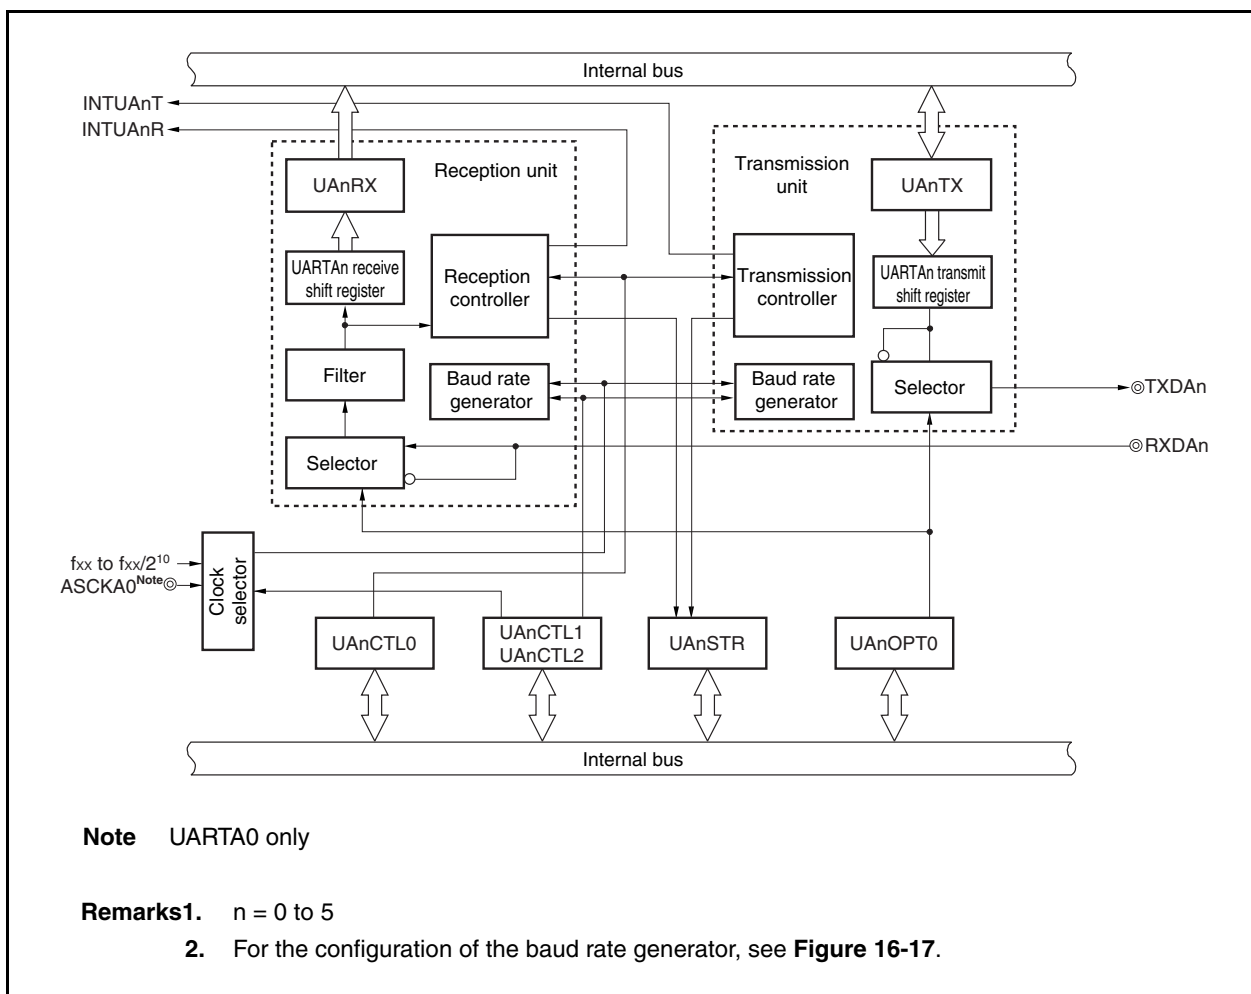 Internal bus
INTUAnT
INTUAnR
Reception unit
Transmission
unit
UAnRX
UAnTX
UARTAn receive
shift register
Reception
controller
Transmission
controller
UARTAn transmit
shift register
Filter
Baud rate
generator
Baud rate
generator
Selector
TXDAn
Selector
RXDAn
fxx to fxx/2¹⁰
ASCKA0Note
Clock
selector
UAnCTL0
UAnCTL1
UAnCTL2
UAnSTR
UAnOPT0
Internal bus
Note UARTA0 only
Remarks1. n = 0 to 5
2. For the configuration of the baud rate generator, see Figure 16-17.